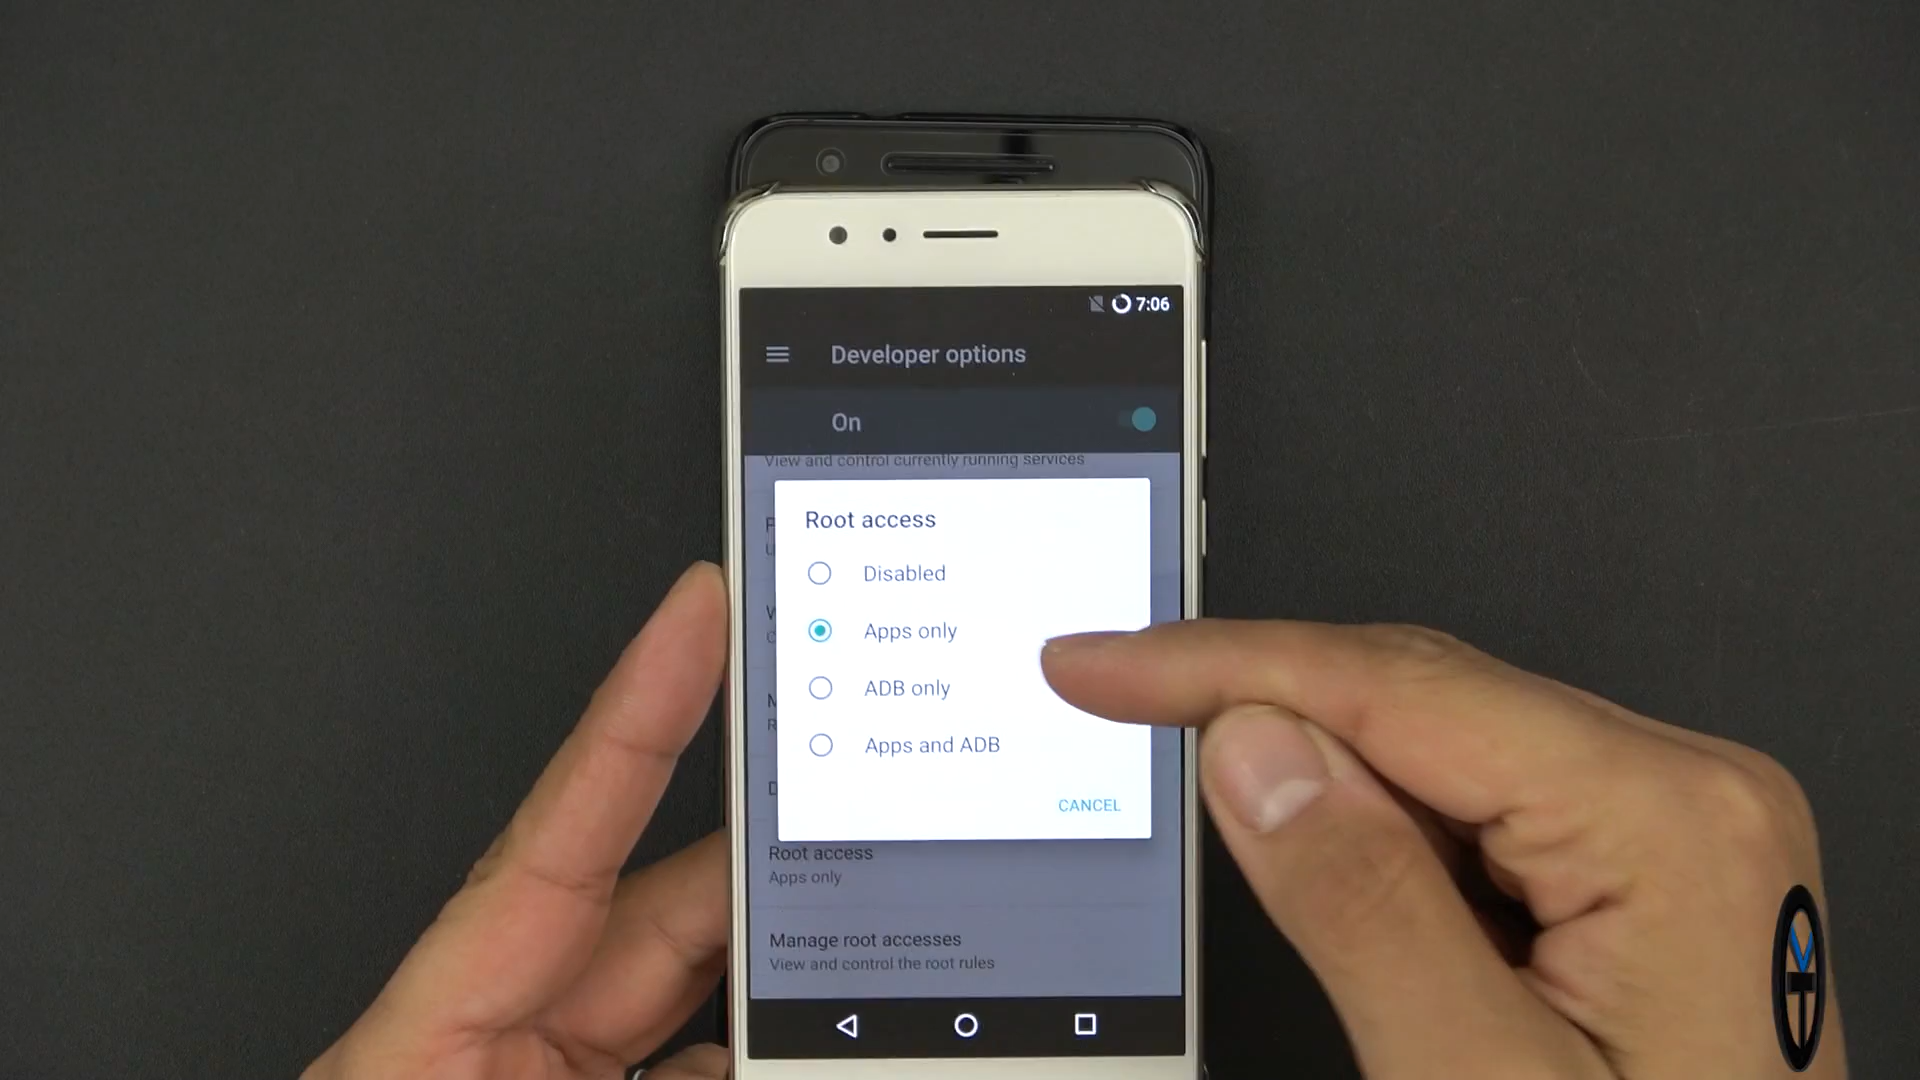 7:06
Developer options
On
View and control currently running services
Root access
Disabled
Apps only
ADB only
Apps and ADB
CANCEL
Root access
Apps only
Manage root accesses
View and control the root rules